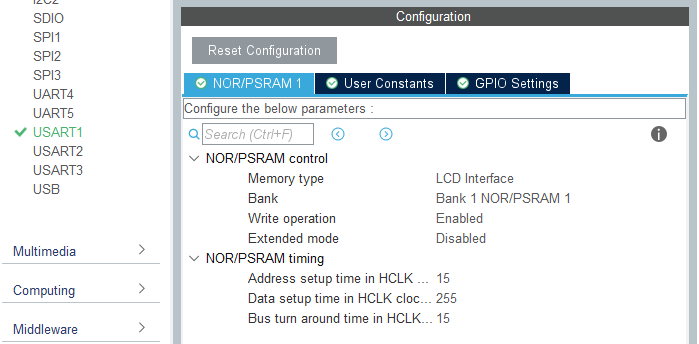 I2C2
SDIO
SPI1
SPI2
SPI3
UART4
UART5
USART1
USART2
USART3
USB
Multimedia
Computing
Middleware
Configuration
Reset Configuration
NOR/PSRAM 1 User Constants GPIO Settings
Configure the below parameters :
Search (Ctrl+F)
NOR/PSRAM control
Memory type LCD Interface
Bank Bank 1 NOR/PSRAM 1
Write operation Enabled
Extended mode Disabled
NOR/PSRAM timing
Address setup time in HCLK ... 15
Data setup time in HCLK cloc... 255
Bus turn around time in HCLK... 15